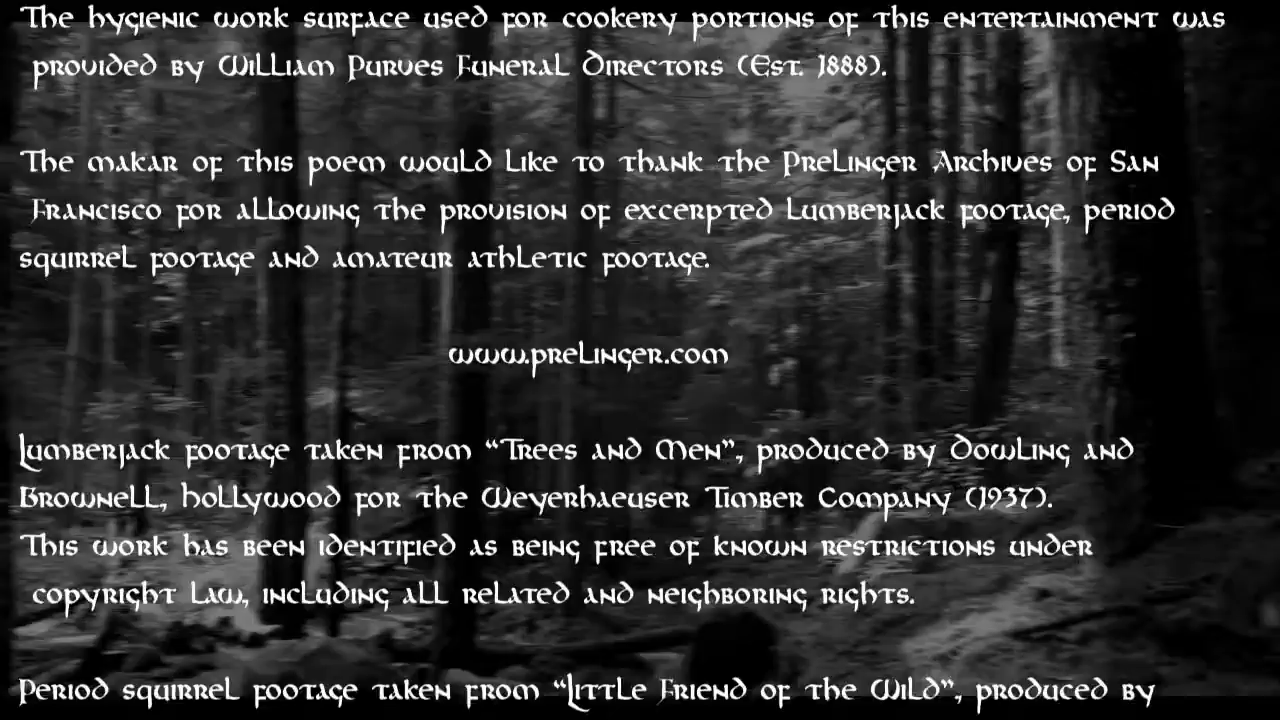 The hygienic work surface used for cookery portions of this entertainment was
provided by William Purves Funeral Directors (Est. 1888).
The makar of this poem would like to thank the Prelinger Archives of San
Francisco for allowing the provision of excerpted lumberjack footage, period
squirrel footage and amateur athletic footage.
www.prelinger.com
Lumberjack footage taken from “Trees and Men”, produced by Dowling and
Brownell, hollywood for the Weyerhaeuser Timber Company (1937).
This work has been identified as being free of known restrictions under
copyright law, including all related and neighboring rights.
Period squirrel footage taken from “Little Friend of the Wild”, produced by